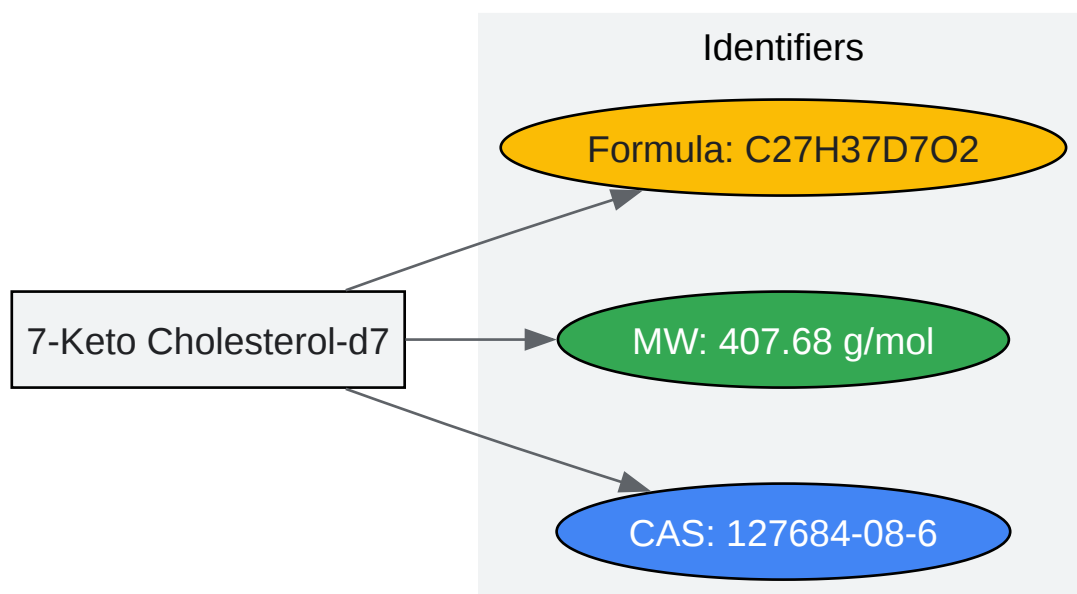 Identifiers
Formula: C27H37D7O2
7-Keto Cholesterol-d7
MW: 407.68 g/mol
CAS: 127684-08-6